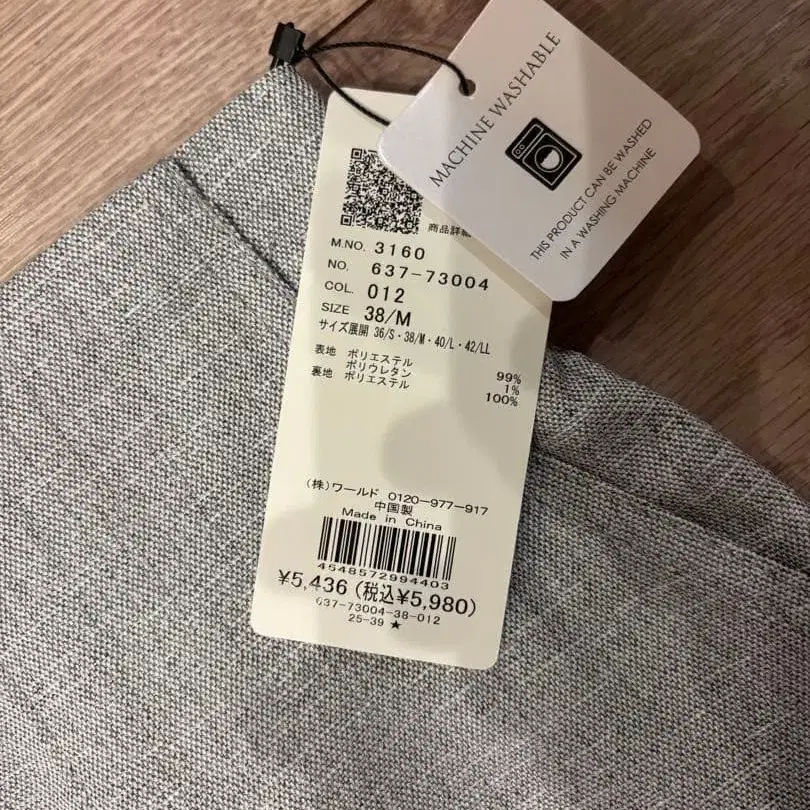 MACHINE WASHABLE
THIS PRODUCT CAN BE WASHED
IN A WASHING MACHINE
商品詳細
M.NO. 3160
NO. 637-73004
COL. 012
SIZE 38/M
サイズ展開 36/S・38/M・40/L・42/LL
表地 ポリエステル 99%
ポリウレタン 1%
裏地 ポリエステル 100%
(株)ワールド 0120-977-917
中国製
Made in China
4548572994403
¥5,436 (税込¥5,980)
637-73004-38-012
25-39 ★